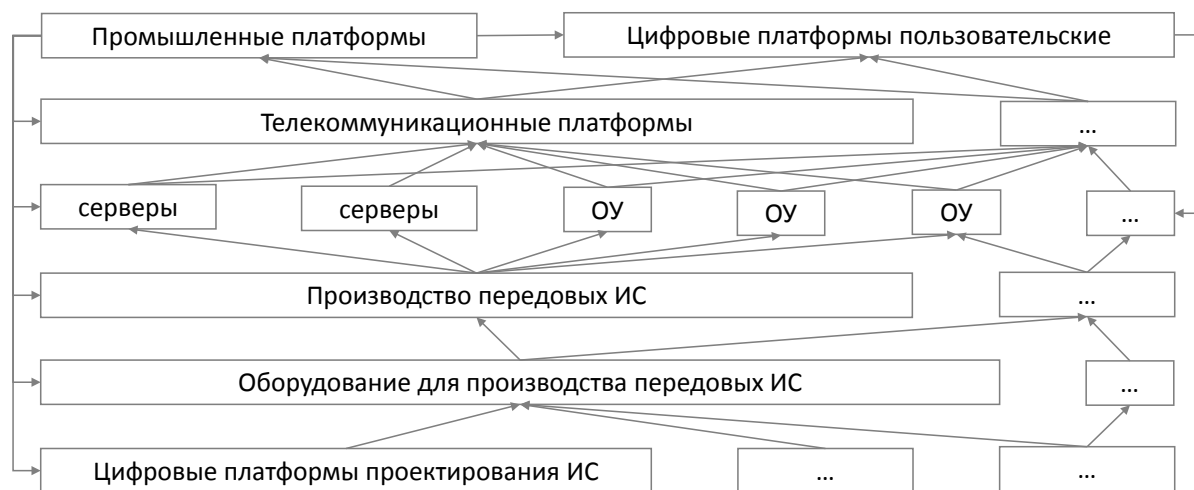 Промышленные платформы
Цифровые платформы пользовательские
Телекоммуникационные платформы
...
серверы
серверы
ОУ
ОУ
ОУ
...
Производство передовых ИС
...
Оборудование для производства передовых ИС
...
Цифровые платформы проектирования ИС
...
...